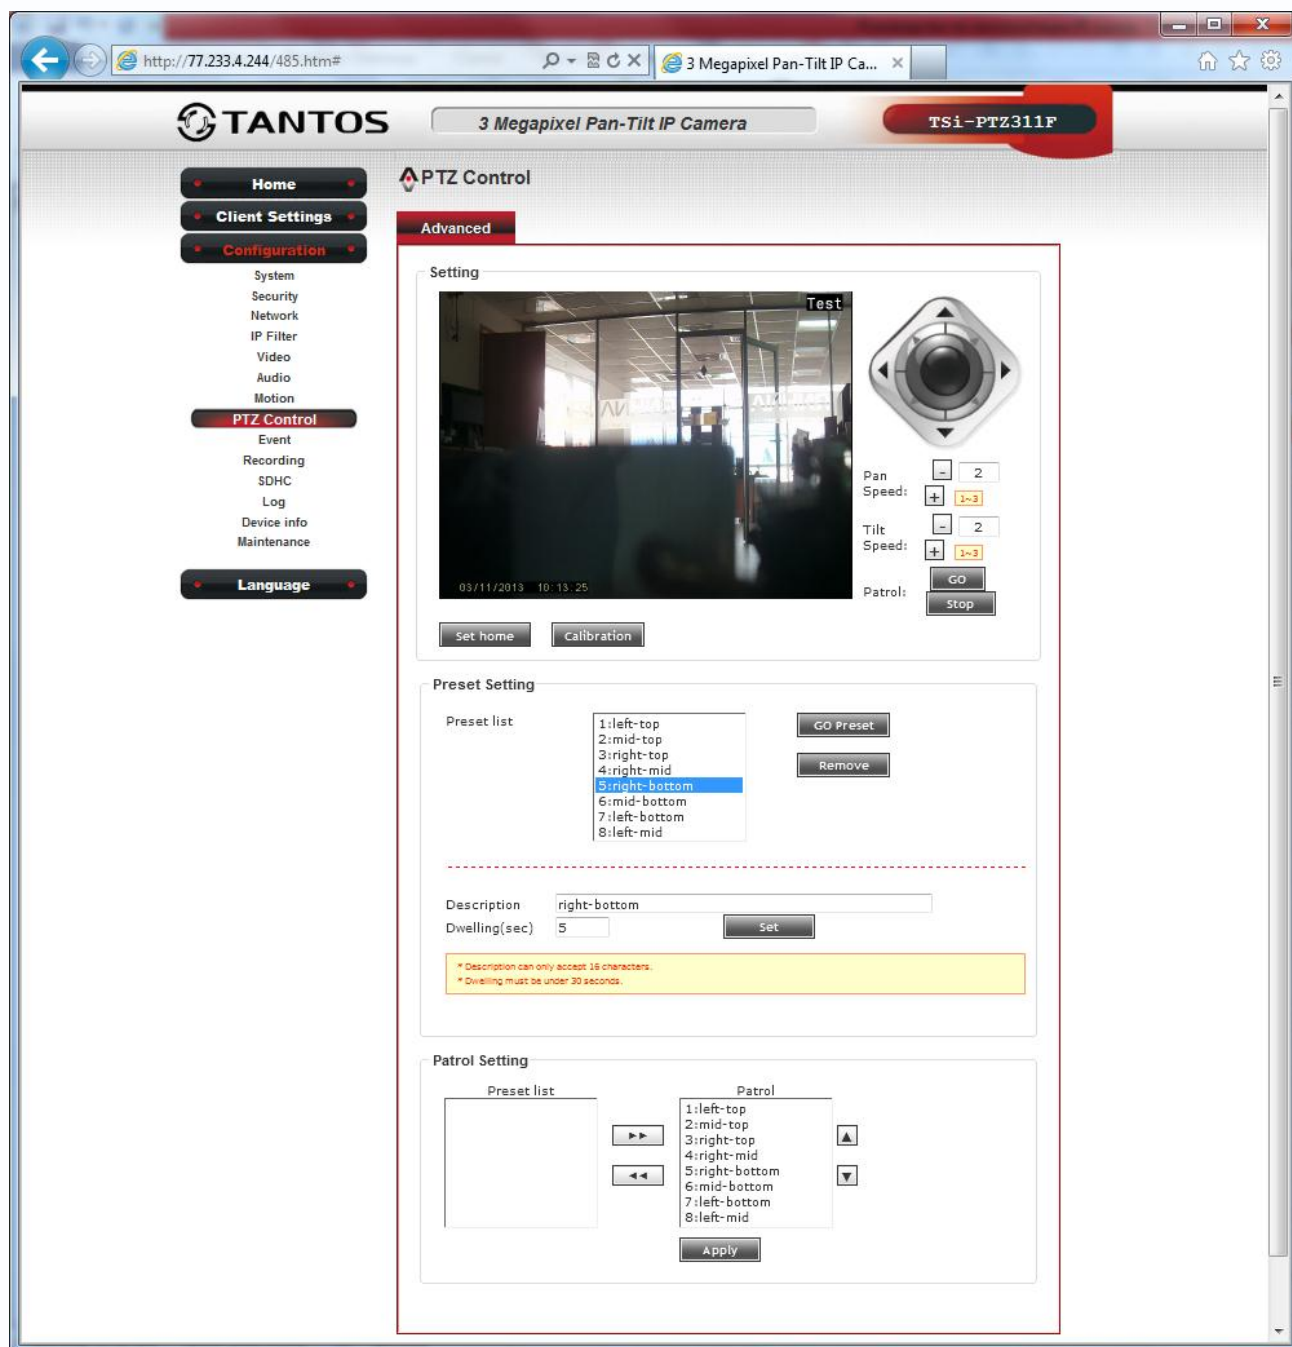 http://77.233.4.244/485.htm#
3 Megapixel Pan-Tilt IP Ca...
TANTOS
3 Megapixel Pan-Tilt IP Camera
TSi-PTZ311F
Home
Client Settings
Configuration
System
Security
Network
IP Filter
Video
Audio
Motion
PTZ Control
Event
Recording
SDHC
Log
Device info
Maintenance
Language
PTZ Control
Advanced
Setting
Test
03/11/2013 10:13:25
Pan Speed:
- 2
+ 1~3
Tilt Speed:
- 2
+ 1~3
Patrol:
GO
Stop
Set home
Calibration
Preset Setting
Preset list
1:left-top
2:mid-top
3:right-top
4:right-mid
5:right-bottom
6:mid-bottom
7:left-bottom
8:left-mid
GO Preset
Remove
Description right-bottom
Dwelling(sec) 5
Set
* Description can only accept 16 characters.
* Dwelling must be under 30 seconds.
Patrol Setting
Preset list
Patrol
1:left-top
2:mid-top
3:right-top
4:right-mid
5:right-bottom
6:mid-bottom
7:left-bottom
8:left-mid
Apply